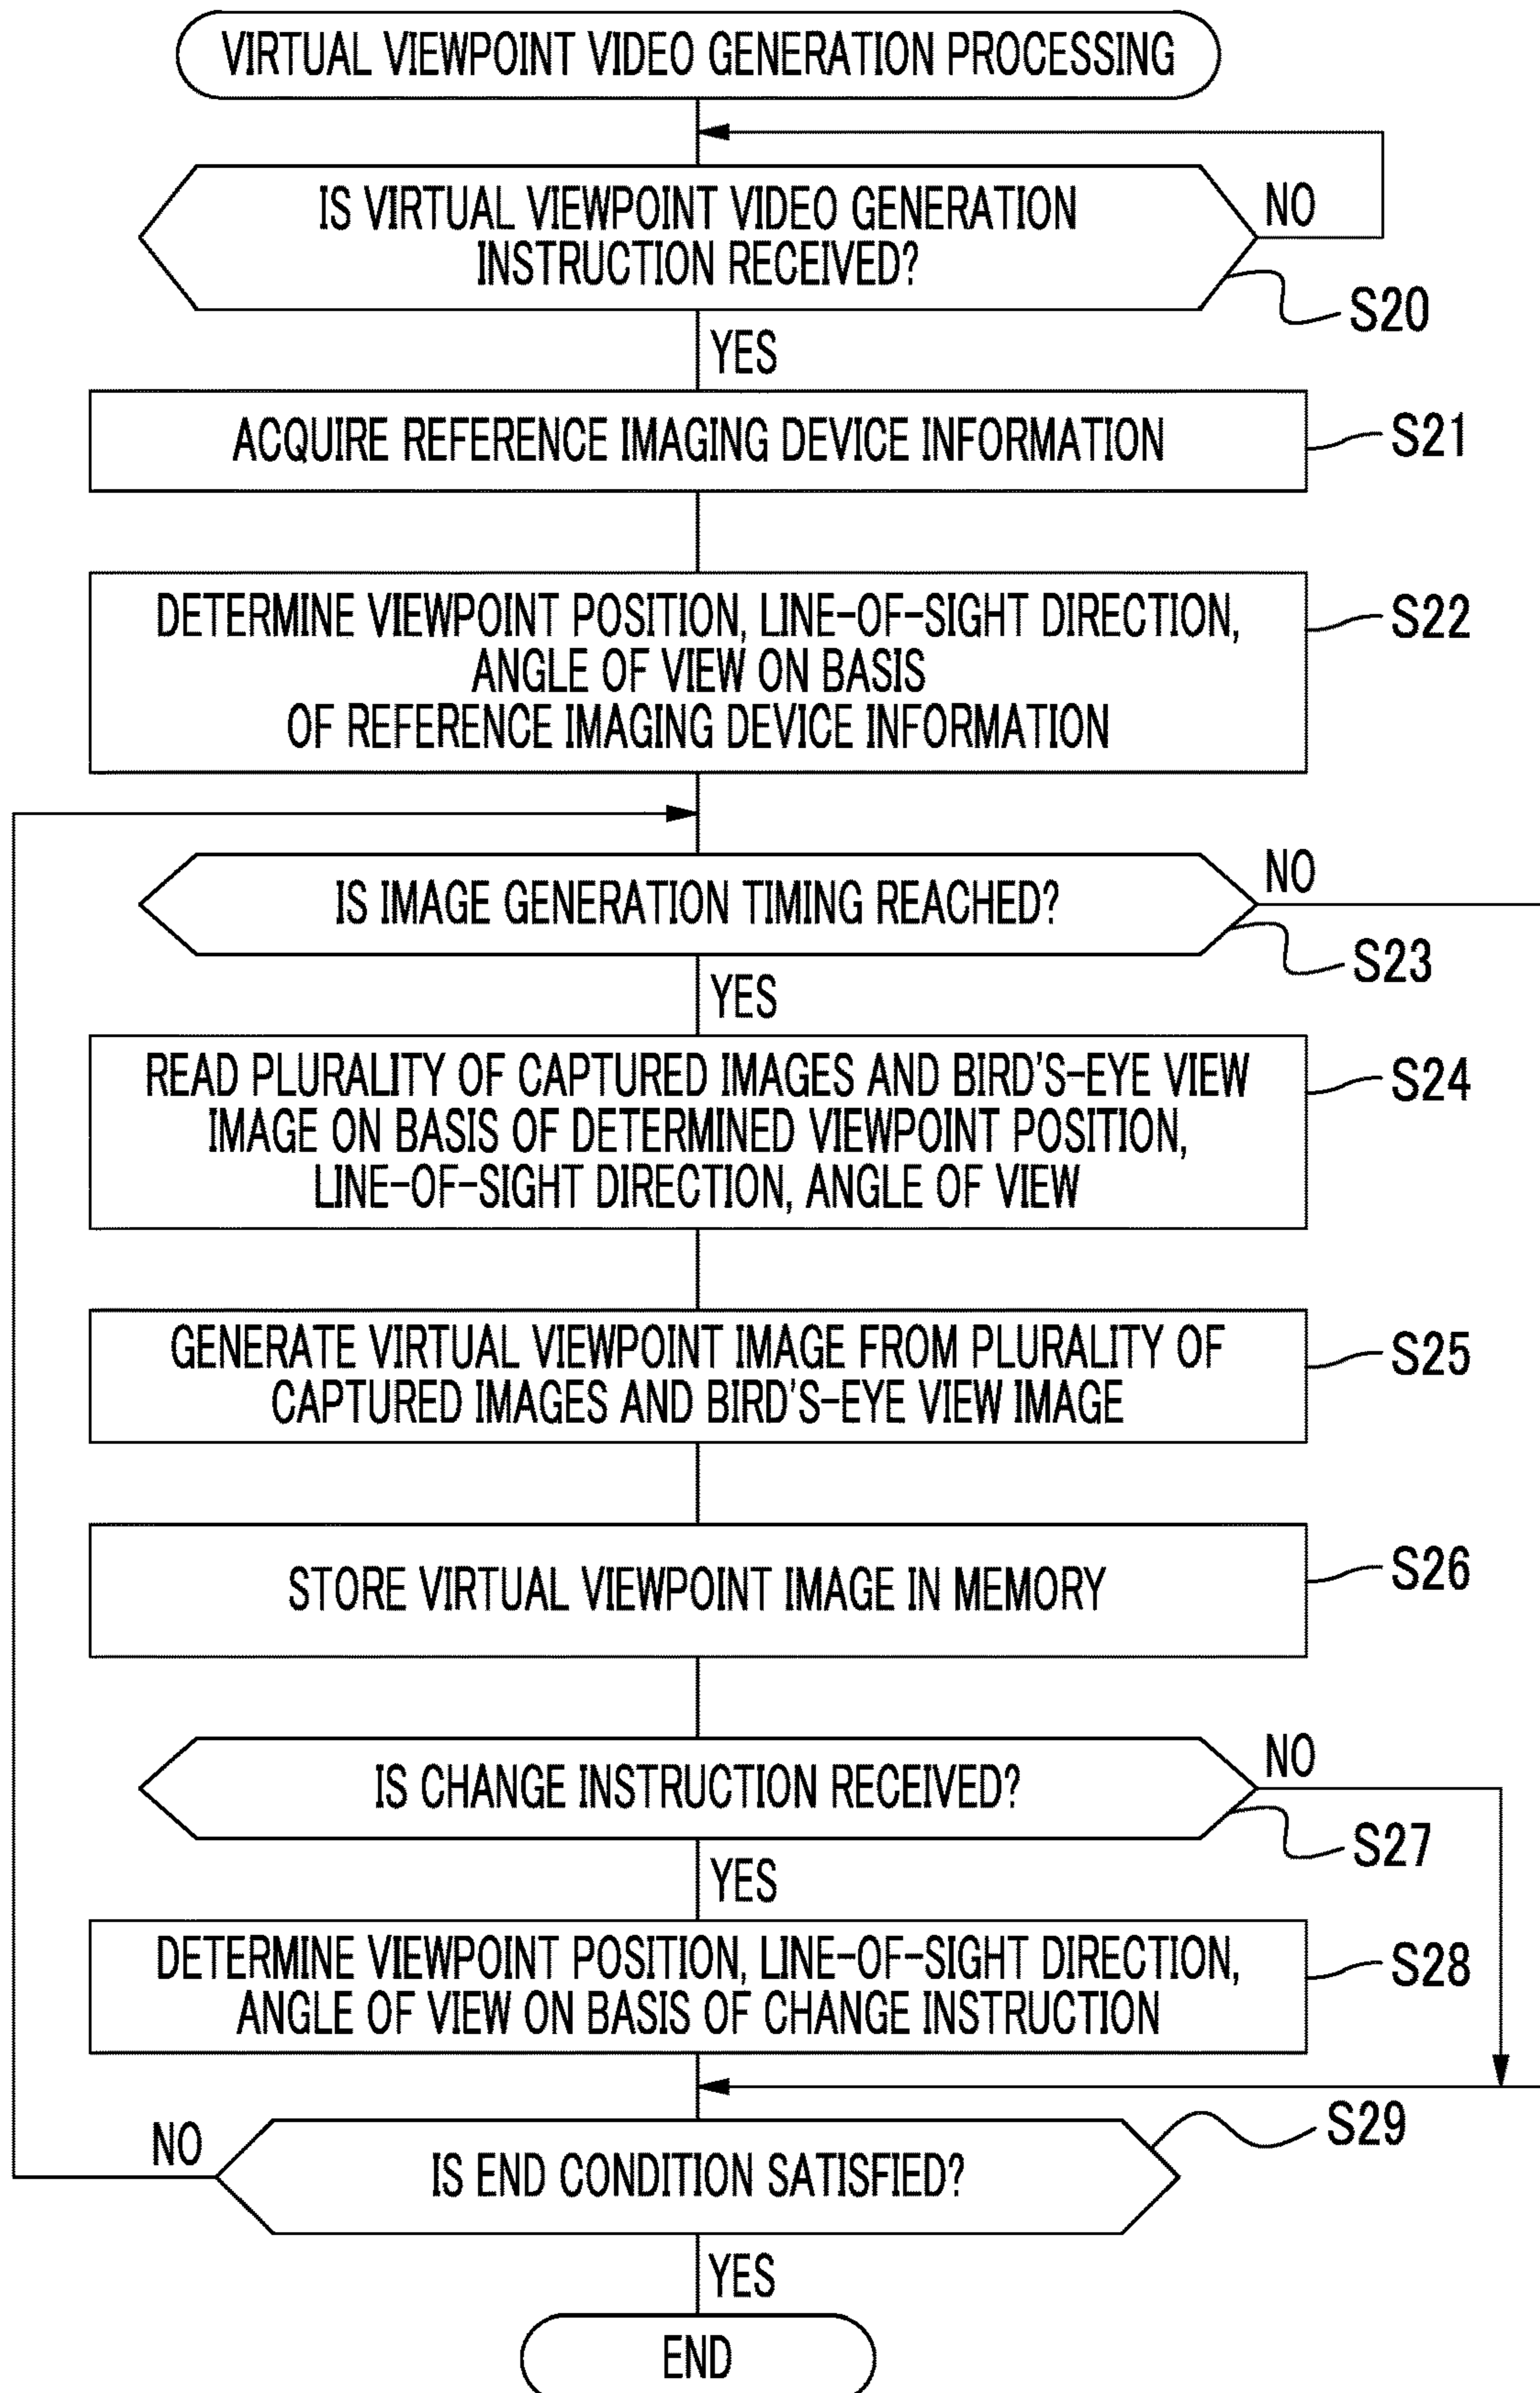 VIRTUAL VIEWPOINT VIDEO GENERATION PROCESSING
IS VIRTUAL VIEWPOINT VIDEO GENERATION
INSTRUCTION RECEIVED?
NO
S20
YES
ACQUIRE REFERENCE IMAGING DEVICE INFORMATION
S21
DETERMINE VIEWPOINT POSITION, LINE-OF-SIGHT DIRECTION,
ANGLE OF VIEW ON BASIS
OF REFERENCE IMAGING DEVICE INFORMATION
S22
IS IMAGE GENERATION TIMING REACHED?
NO
S23
YES
READ PLURALITY OF CAPTURED IMAGES AND BIRD'S-EYE VIEW
IMAGE ON BASIS OF DETERMINED VIEWPOINT POSITION,
LINE-OF-SIGHT DIRECTION, ANGLE OF VIEW
S24
GENERATE VIRTUAL VIEWPOINT IMAGE FROM PLURALITY OF
CAPTURED IMAGES AND BIRD'S-EYE VIEW IMAGE
S25
STORE VIRTUAL VIEWPOINT IMAGE IN MEMORY
S26
IS CHANGE INSTRUCTION RECEIVED?
NO
S27
YES
DETERMINE VIEWPOINT POSITION, LINE-OF-SIGHT DIRECTION,
ANGLE OF VIEW ON BASIS OF CHANGE INSTRUCTION
S28
NO
IS END CONDITION SATISFIED?
S29
YES
END